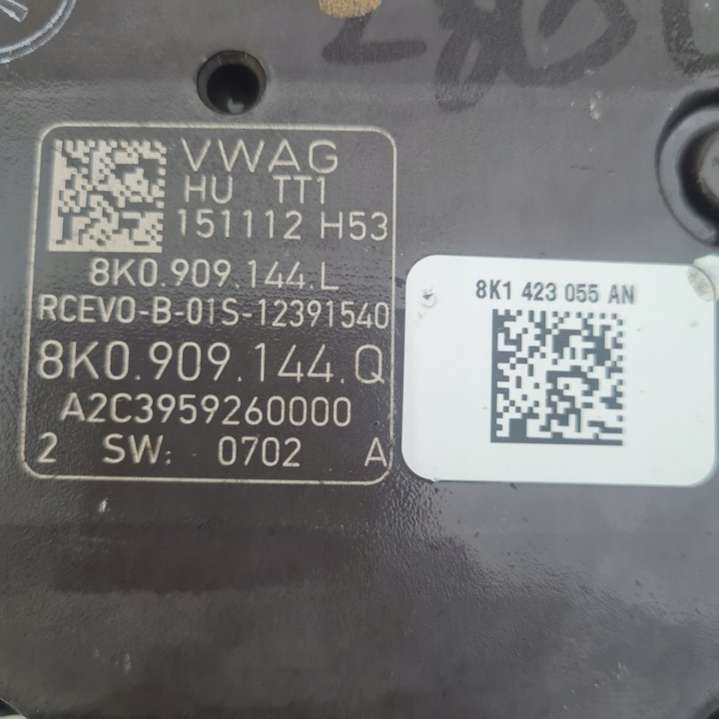 VWAG
HU TT1
151112 H53
8K0.909.144.L
RCEVO-B-01S-12391540
8K0.909.144.Q
A2C3959260000
2 SW: 0702 A
8K1 423 055 AN